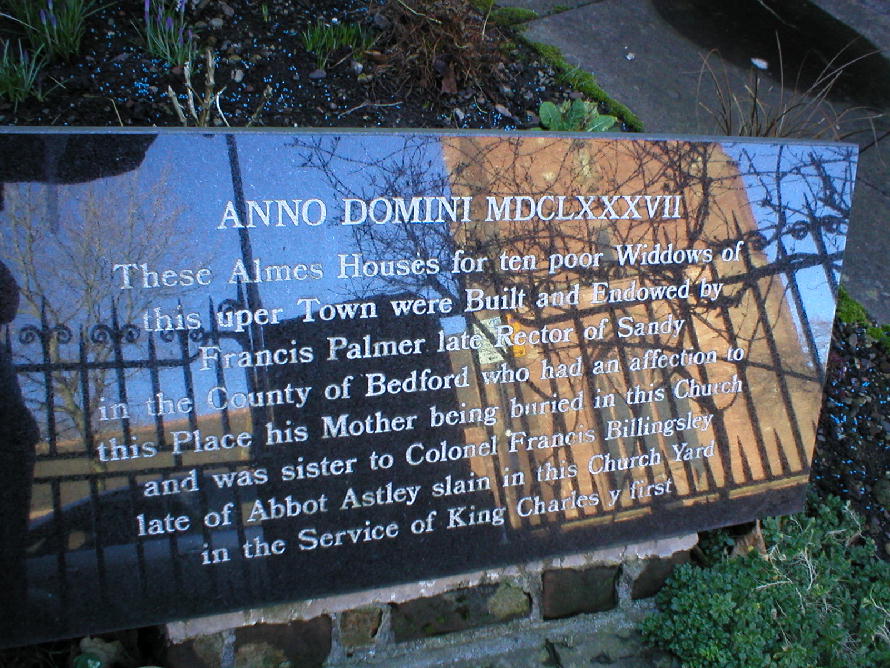 ANNO DOMINI MDCLXXXVII
These Almes Houses for ten poor Widdows of
this uper Town were Built and Endowed by
Francis Palmer late Rector of Sandy
in the County of Bedford who had an affection to
this Place his Mother being buried in this Church
and was sister to Colonel Francis Billingsley
late of Abbot Astley slain in this Church Yard
in the Service of King Charles y first